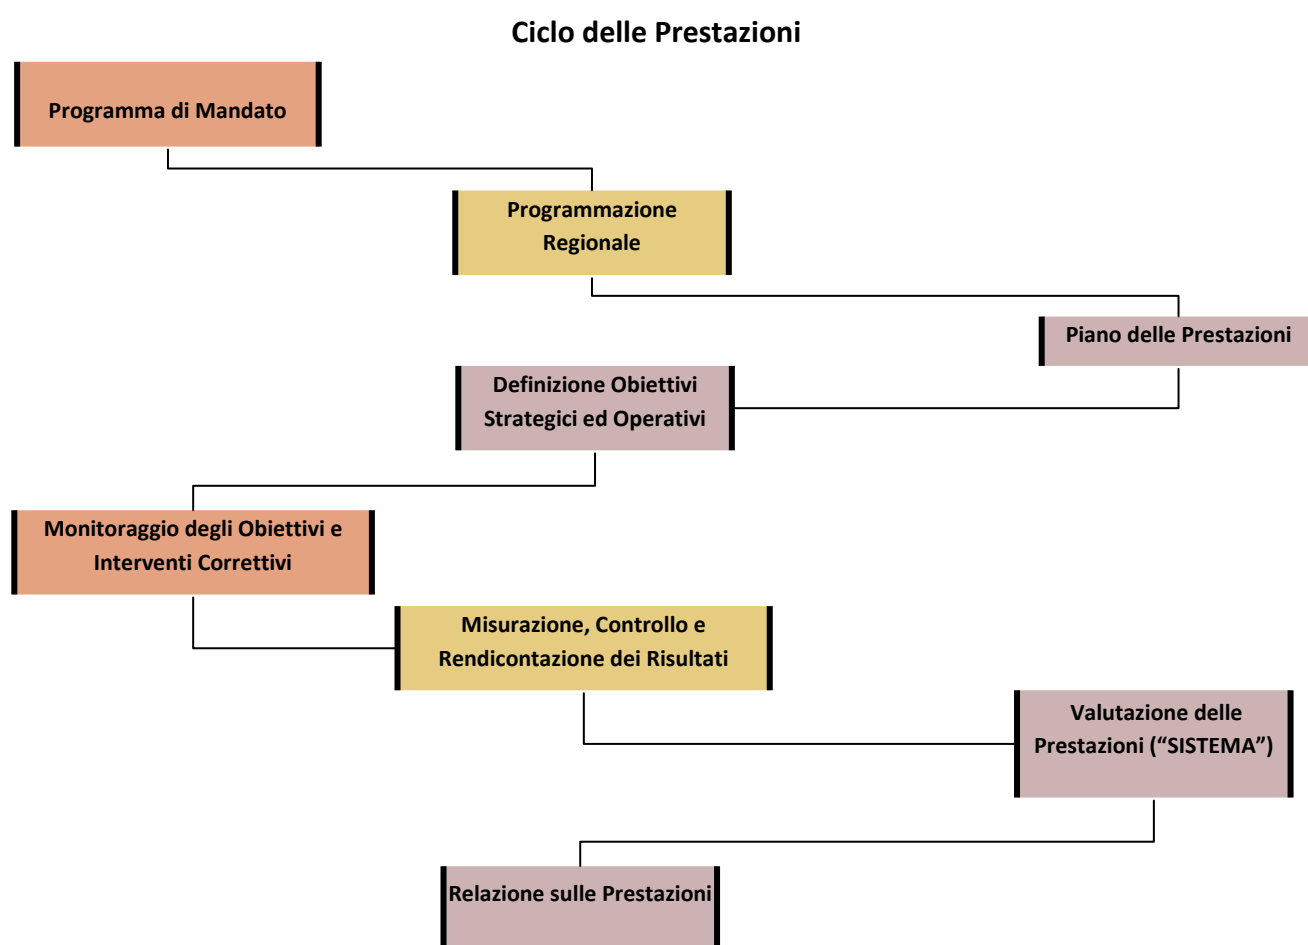 Ciclo delle Prestazioni
Programma di Mandato
Programmazione
Regionale
Piano delle Prestazioni
Definizione Obiettivi
Strategici ed Operativi
Monitoraggio degli Obiettivi e
Interventi Correttivi
Misurazione, Controllo e
Rendicontazione dei Risultati
Valutazione delle
Prestazioni (“SISTEMA”)
Relazione sulle Prestazioni